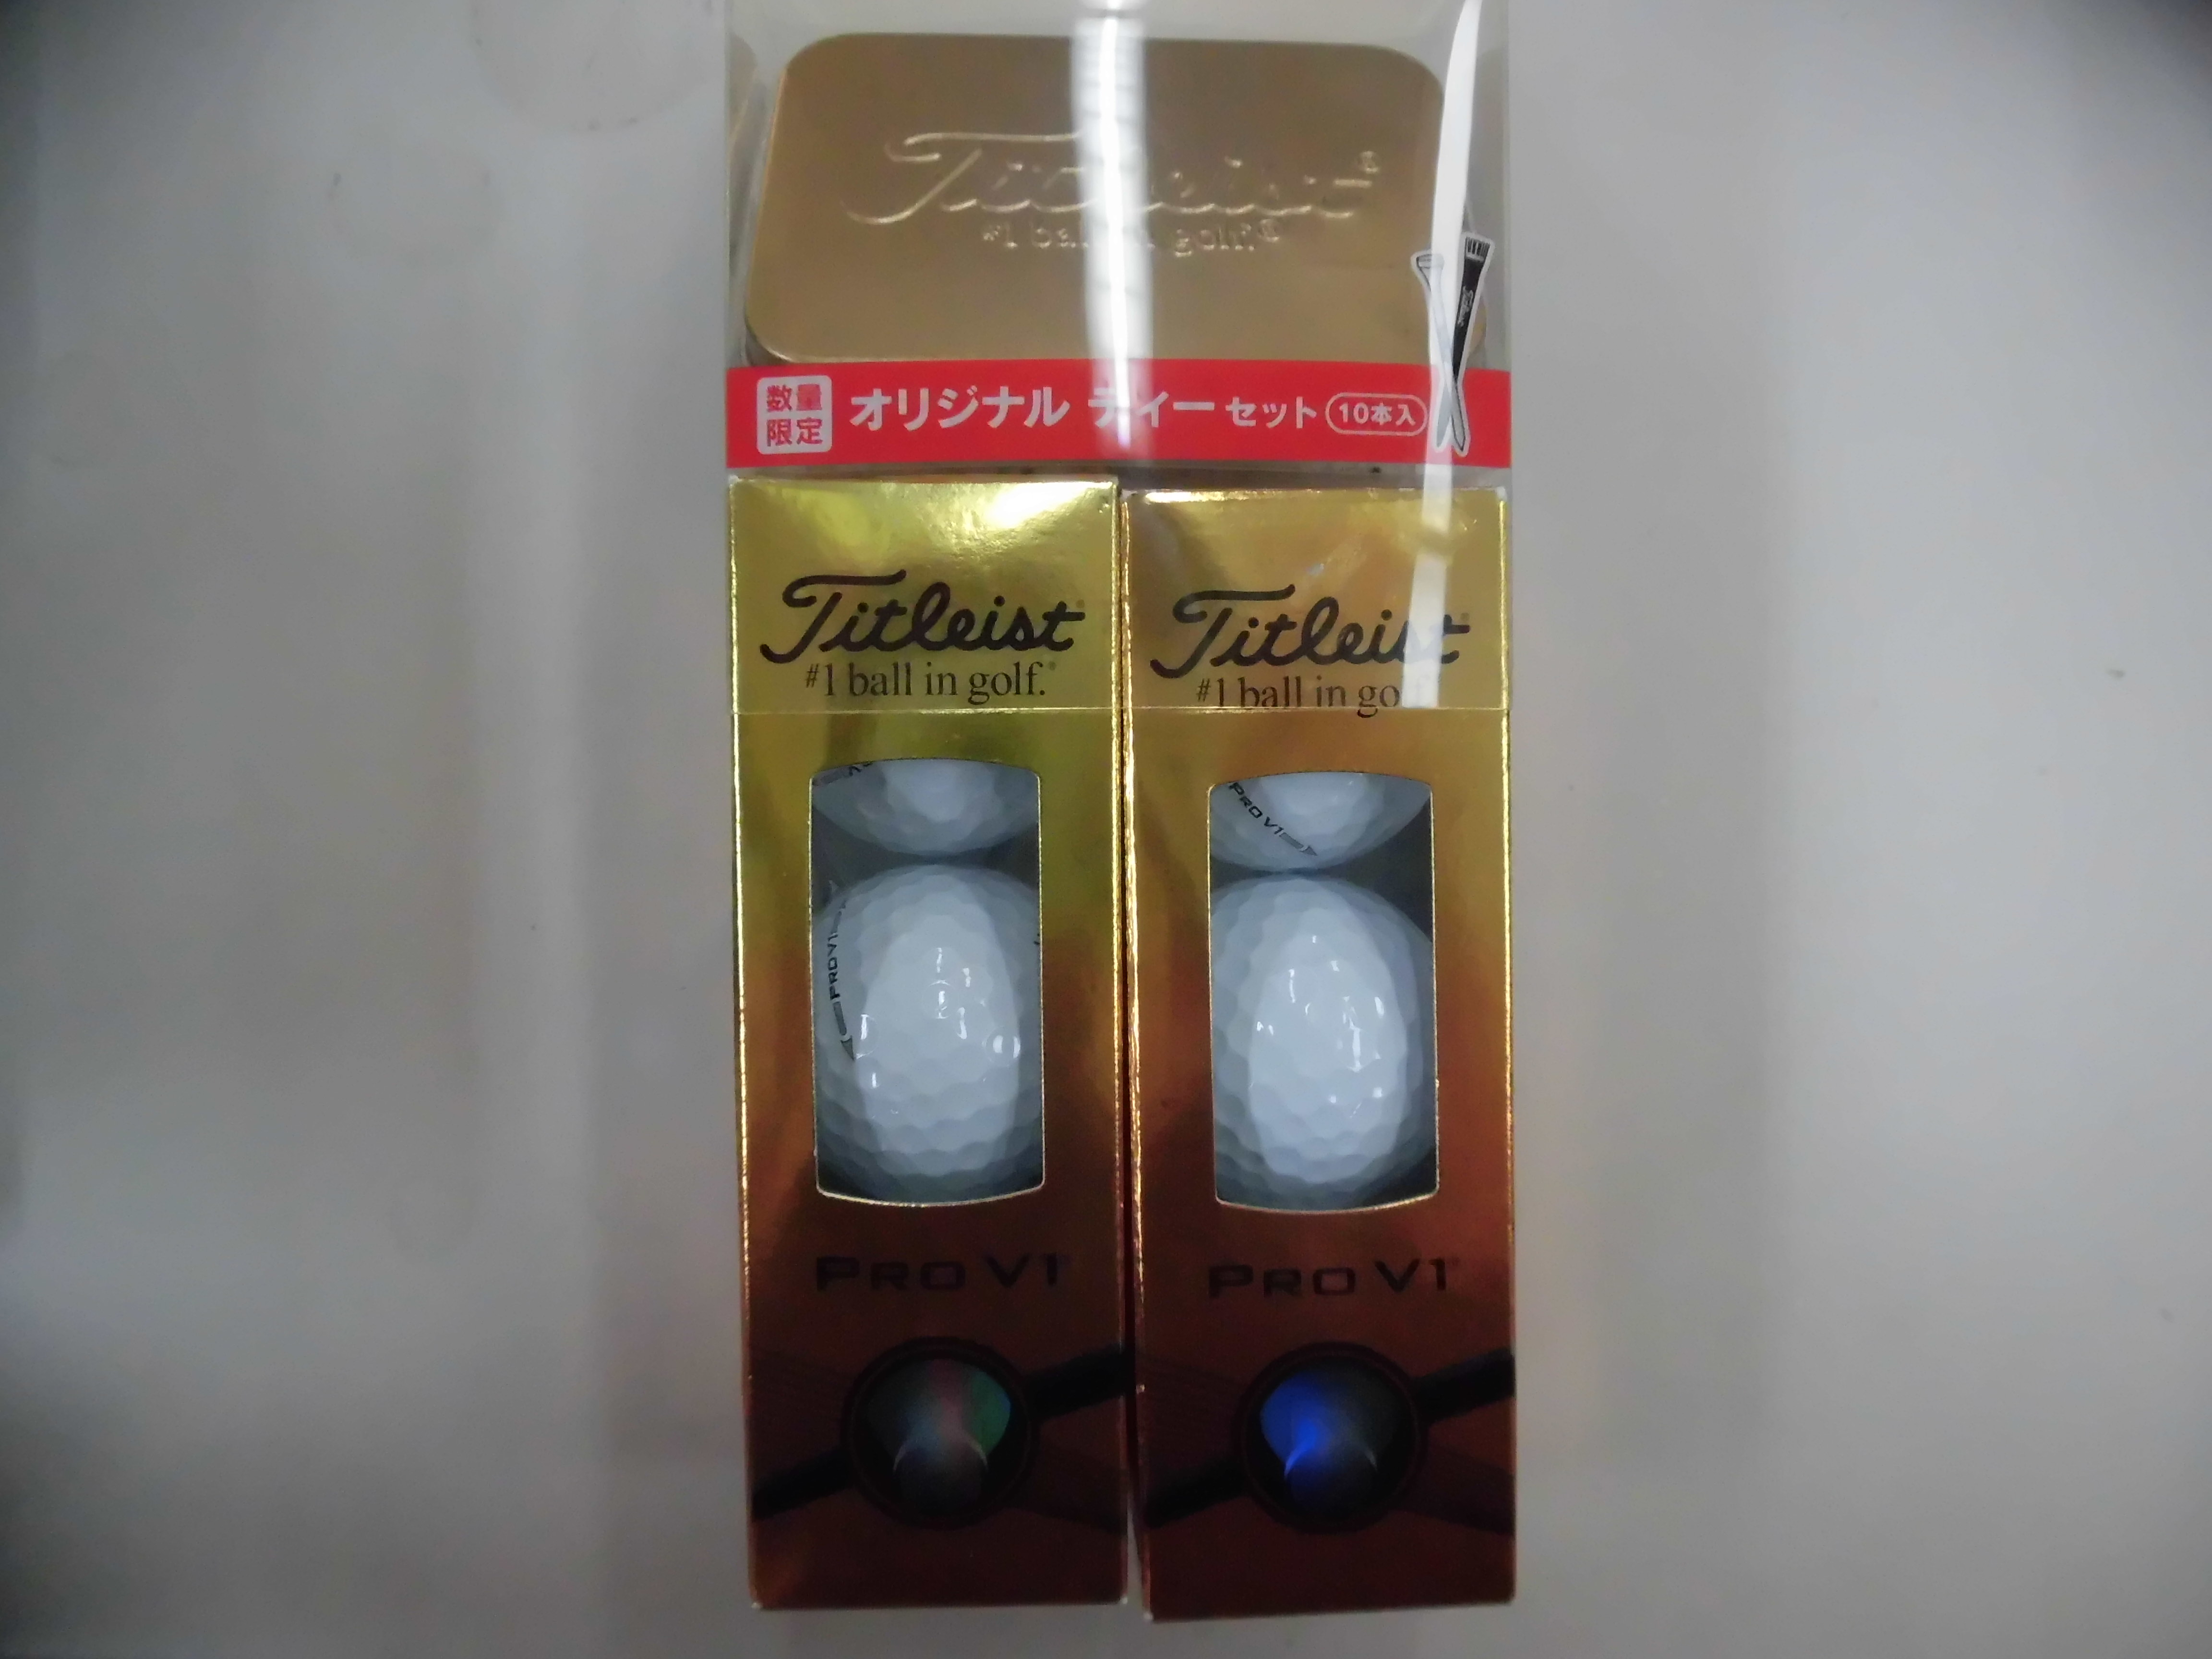 Titleist®
#1 ball in golf.®
数量限定 オリジナル ティーセット 10本入
Titleist
#1 ball in golf.
Titleist
#1 ball in go
PRO V1
PRO V1
PRO V1
PRO V1